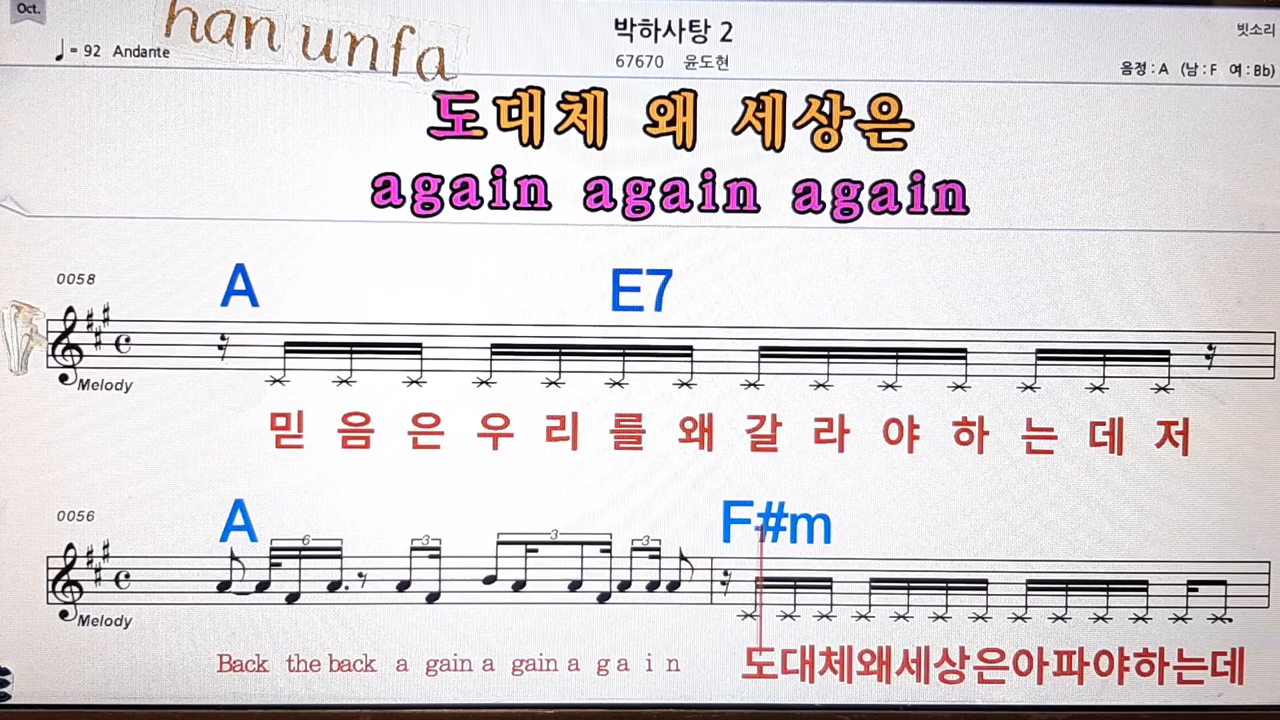 Oct.
han unfa
박하사탕 2
빗소리
♩= 92 Andante
67670 윤도현
음정 : A (남 : F 여 : Bb)
도대체 왜 세상은
again again again
0058
A E7
Melody
믿 음 은 우 리 를 왜 갈 라 야 하 는 데 저
0056
A F#m
6 3 3 3
Melody
Back the back a gain a gain a g a i n 도대체왜세상은아파야하는데